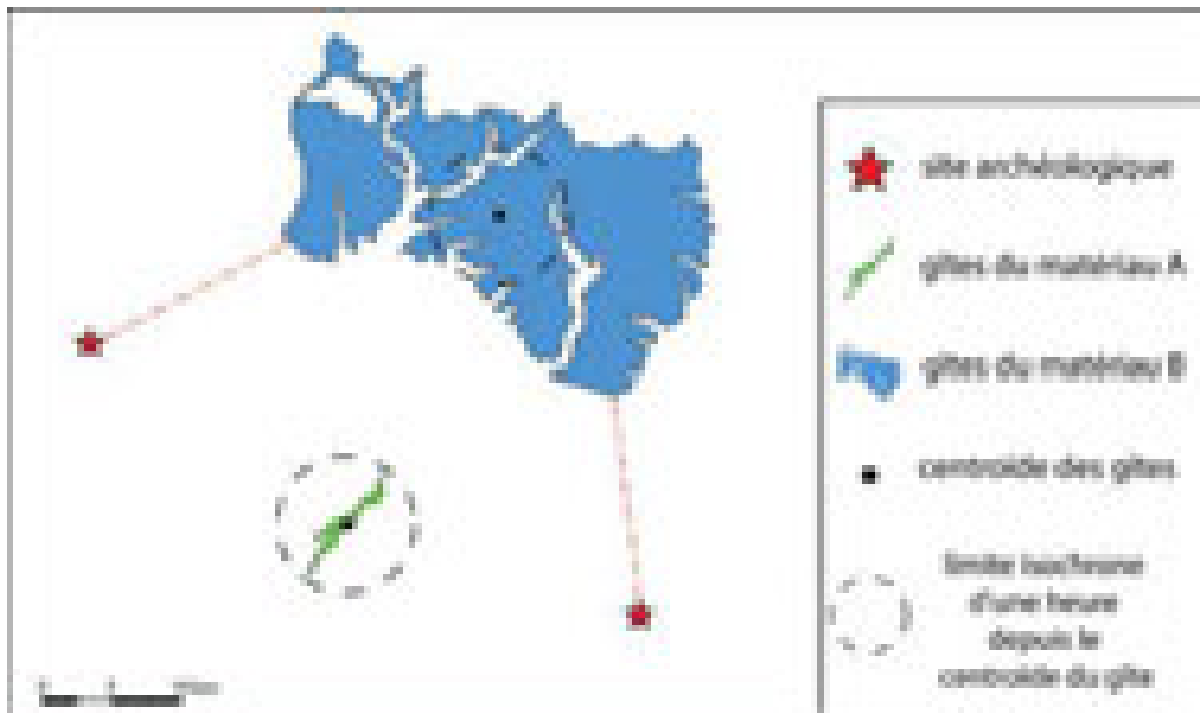 site archéologique
gîtes du matériau A
gîtes du matériau B
centroïde des gîtes
limite isochrone
d'une heure
depuis le
centroïde du gîte